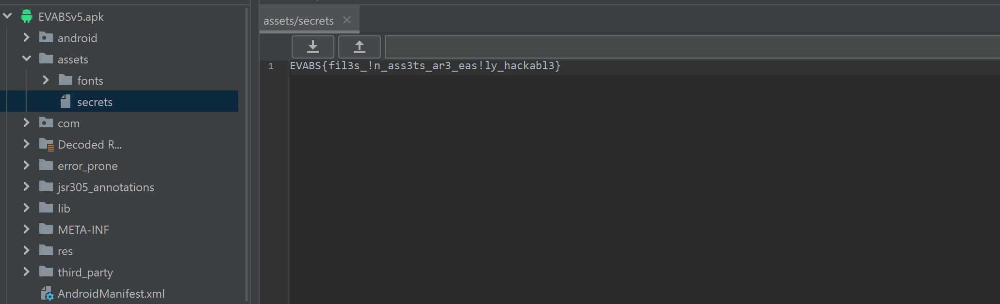 EVABSv5.apk
android
assets
fonts
secrets
com
Decoded R...
error_prone
jsr305_annotations
lib
META-INF
res
third_party
AndroidManifest.xml
assets/secrets
1 EVABS{fil3s_!n_ass3ts_ar3_eas!ly_hackabl3}